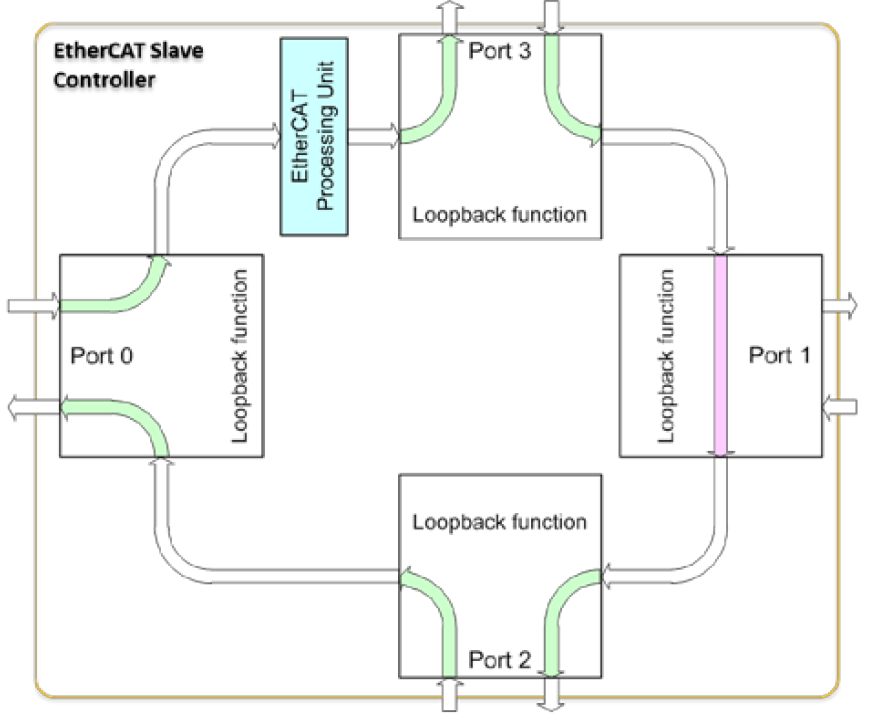 EtherCAT Slave
Controller
EtherCAT
Processing Unit
Port 3
Loopback function
Port 0
Loopback function
Loopback function
Port 1
Loopback function
Port 2